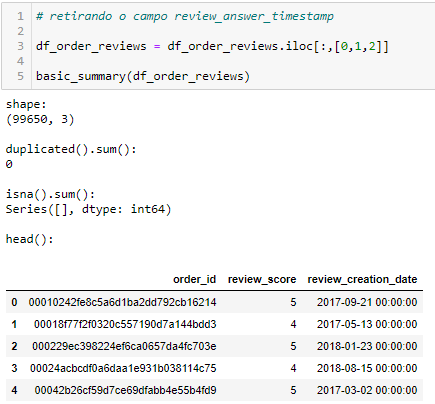 1 # retirando o campo review_answer_timestamp
2
3 df_order_reviews = df_order_reviews.iloc[:,[0,1,2]]
4
5 basic_summary(df_order_reviews)
shape:
(99650, 3)
duplicated().sum():
0
isna().sum():
Series([], dtype: int64)
head():
order_id review_score review_creation_date
0 00010242fe8c5a6d1ba2dd792cb16214 5 2017-09-21 00:00:00
1 00018f77f2f0320c557190d7a144bdd3 4 2017-05-13 00:00:00
2 000229ec398224ef6ca0657da4fc703e 5 2018-01-23 00:00:00
3 00024acbcdf0a6daa1e931b038114c75 4 2018-08-15 00:00:00
4 00042b26cf59d7ce69dfabb4e55b4fd9 5 2017-03-02 00:00:00